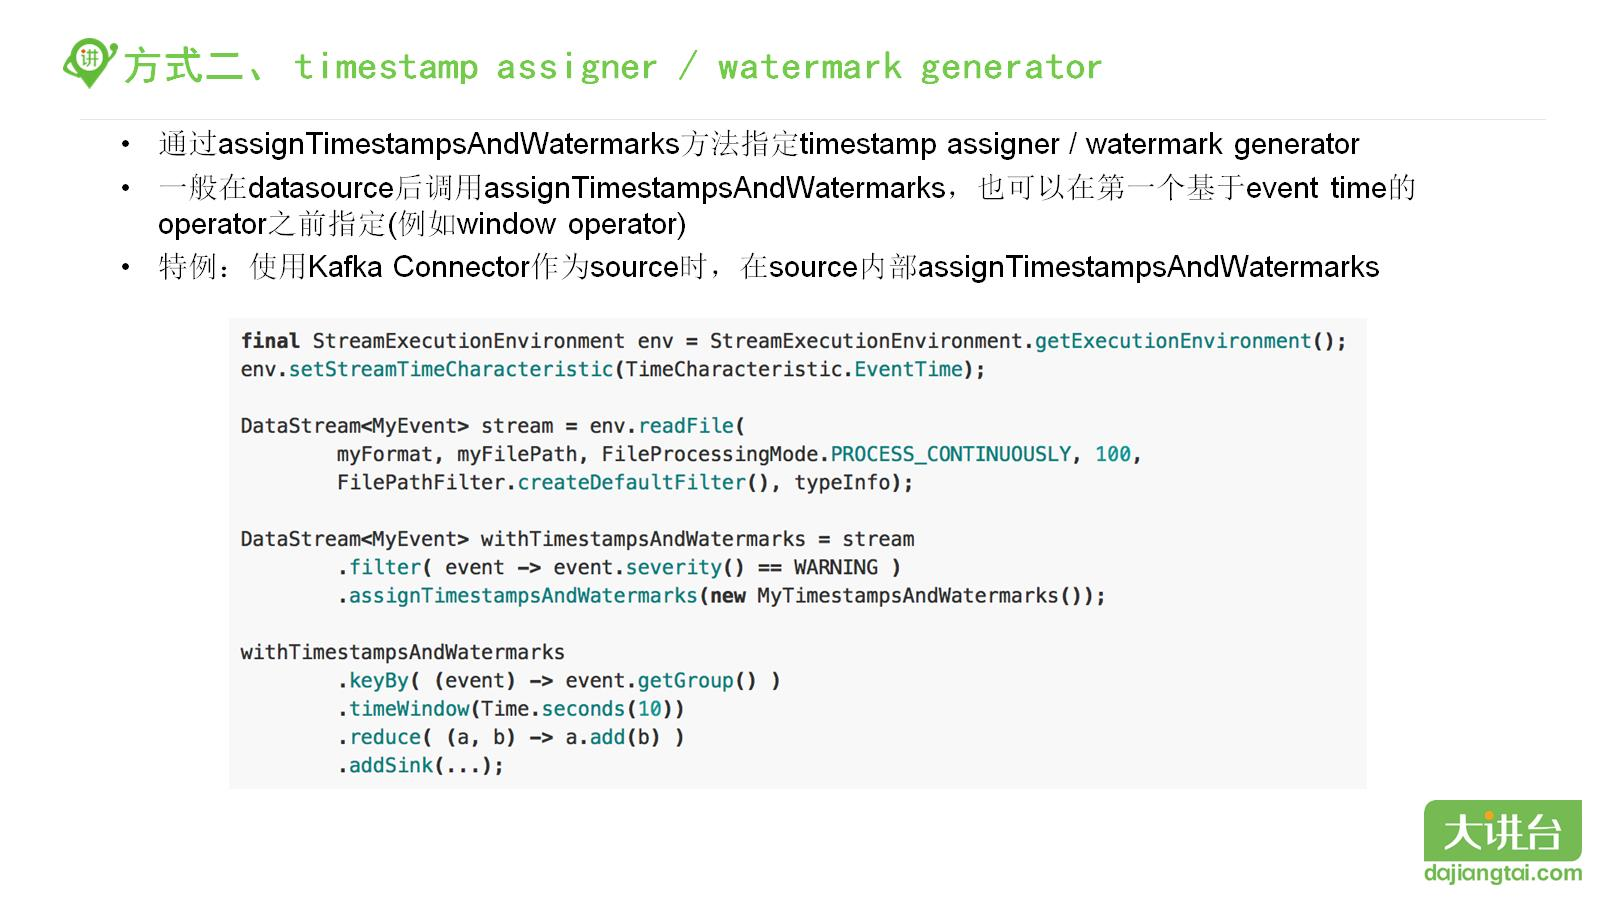 讲
方式二、timestamp assigner / watermark generator
• 通过assignTimestampsAndWatermarks方法指定timestamp assigner / watermark generator
• 一般在datasource后调用assignTimestampsAndWatermarks，也可以在第一个基于event time的
operator之前指定(例如window operator)
• 特例：使用Kafka Connector作为source时，在source内部assignTimestampsAndWatermarks
final StreamExecutionEnvironment env = StreamExecutionEnvironment.getExecutionEnvironment();
env.setStreamTimeCharacteristic(TimeCharacteristic.EventTime);
DataStream<MyEvent> stream = env.readFile(
        myFormat, myFilePath, FileProcessingMode.PROCESS_CONTINUOUSLY, 100,
        FilePathFilter.createDefaultFilter(), typeInfo);
DataStream<MyEvent> withTimestampsAndWatermarks = stream
        .filter( event -> event.severity() == WARNING )
        .assignTimestampsAndWatermarks(new MyTimestampsAndWatermarks());
withTimestampsAndWatermarks
        .keyBy( (event) -> event.getGroup() )
        .timeWindow(Time.seconds(10))
        .reduce( (a, b) -> a.add(b) )
        .addSink(...);
大讲台
dajiangtai.com